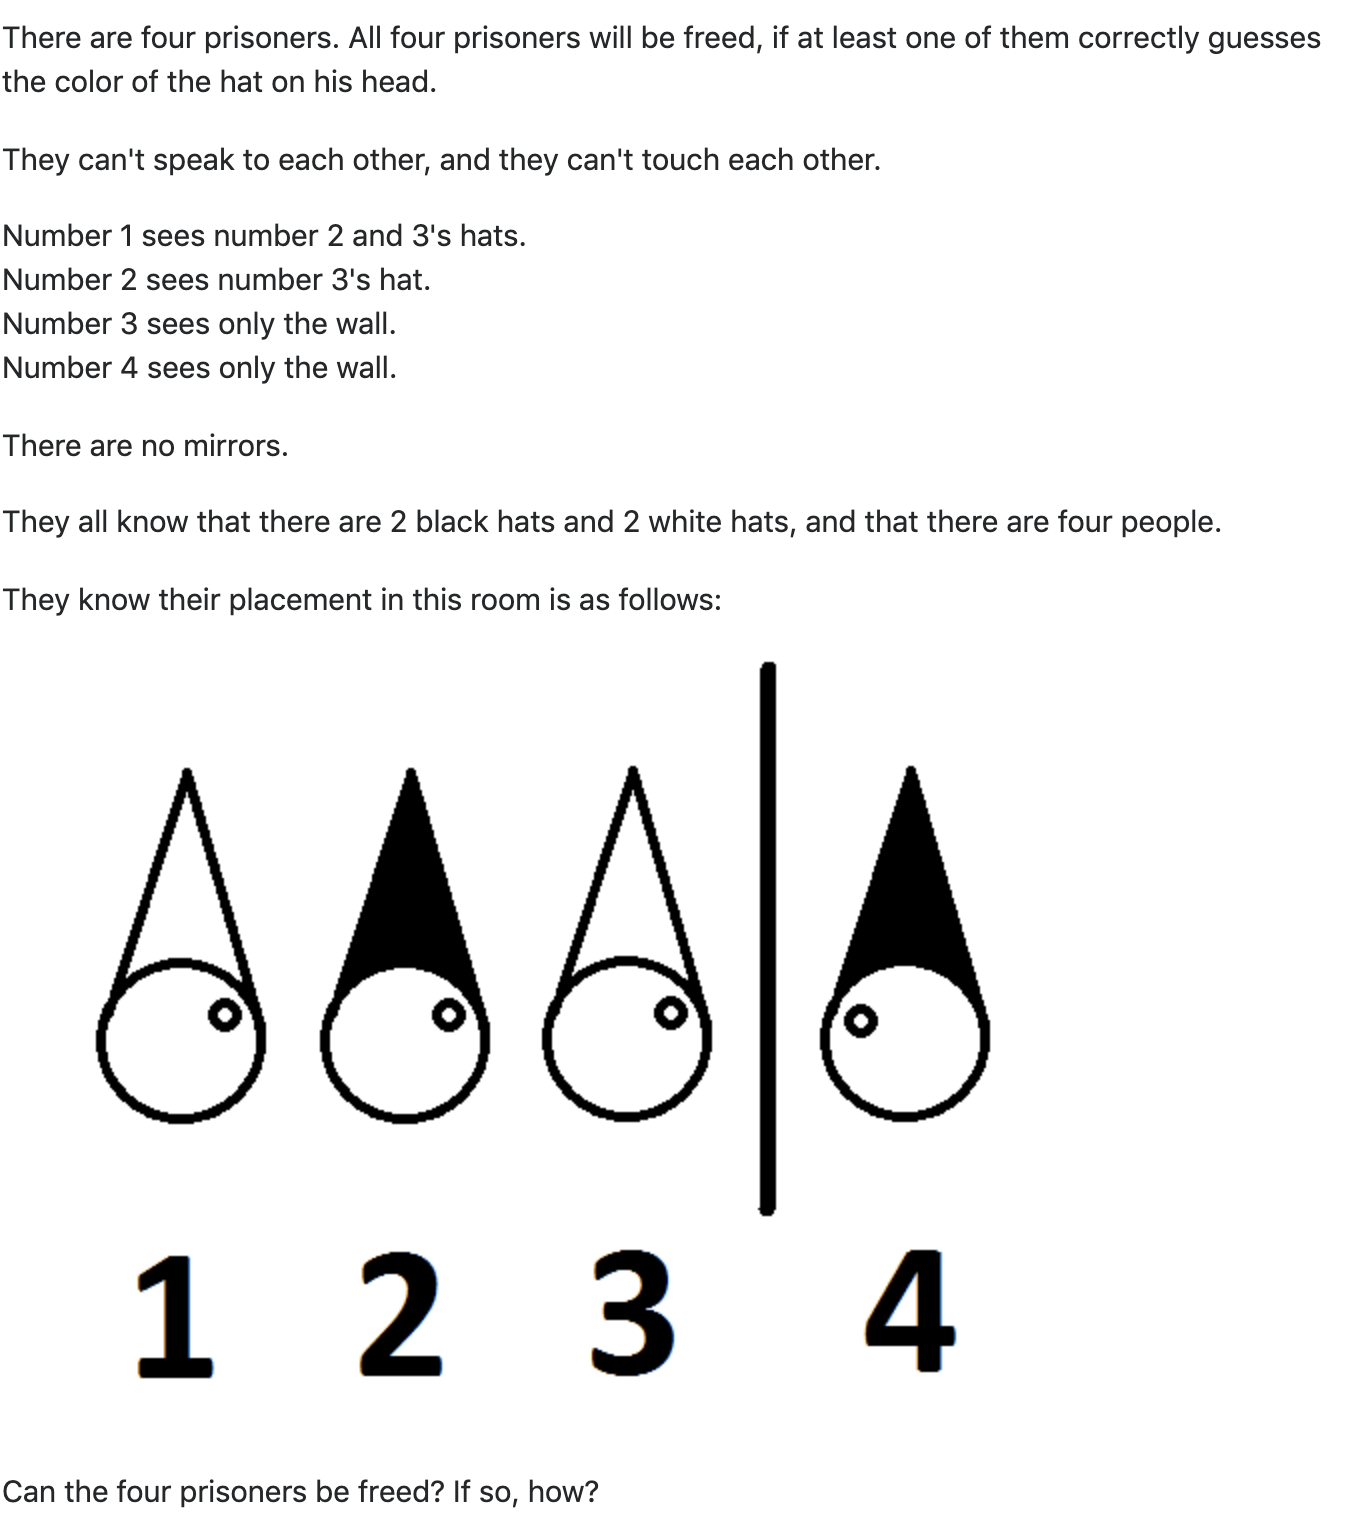 There are four prisoners. All four prisoners will be freed, if at least one of them correctly guesses
the color of the hat on his head.
They can't speak to each other, and they can't touch each other.
Number 1 sees number 2 and 3's hats.
Number 2 sees number 3's hat.
Number 3 sees only the wall.
Number 4 sees only the wall.
There are no mirrors.
They all know that there are 2 black hats and 2 white hats, and that there are four people.
They know their placement in this room is as follows:
1 2 3 4
Can the four prisoners be freed? If so, how?